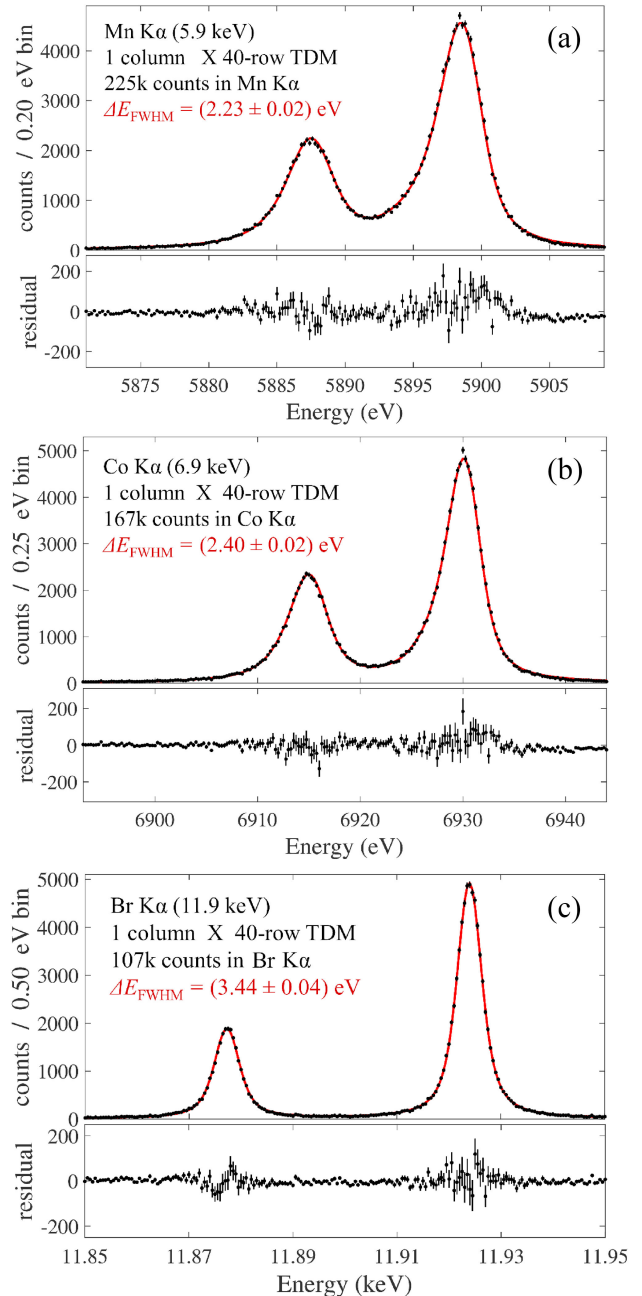 (a)
Mn Kα (5.9 keV)
1 column X 40-row TDM
225k counts in Mn Kα
ΔE_FWHM = (2.23 ± 0.02) eV
counts / 0.20 eV bin
5000
4000
3000
2000
1000
0
residual
200
0
-200
5875 5880 5885 5890 5895 5900 5905
Energy (eV)
(b)
Co Kα (6.9 keV)
1 column X 40-row TDM
167k counts in Co Kα
ΔE_FWHM = (2.40 ± 0.02) eV
counts / 0.25 eV bin
5000
4000
3000
2000
1000
0
residual
200
0
-200
6900 6910 6920 6930 6940
Energy (eV)
(c)
Br Kα (11.9 keV)
1 column X 40-row TDM
107k counts in Br Kα
ΔE_FWHM = (3.44 ± 0.04) eV
counts / 0.50 eV bin
5000
4000
3000
2000
1000
0
residual
200
0
-200
11.85 11.87 11.89 11.91 11.93 11.95
Energy (keV)